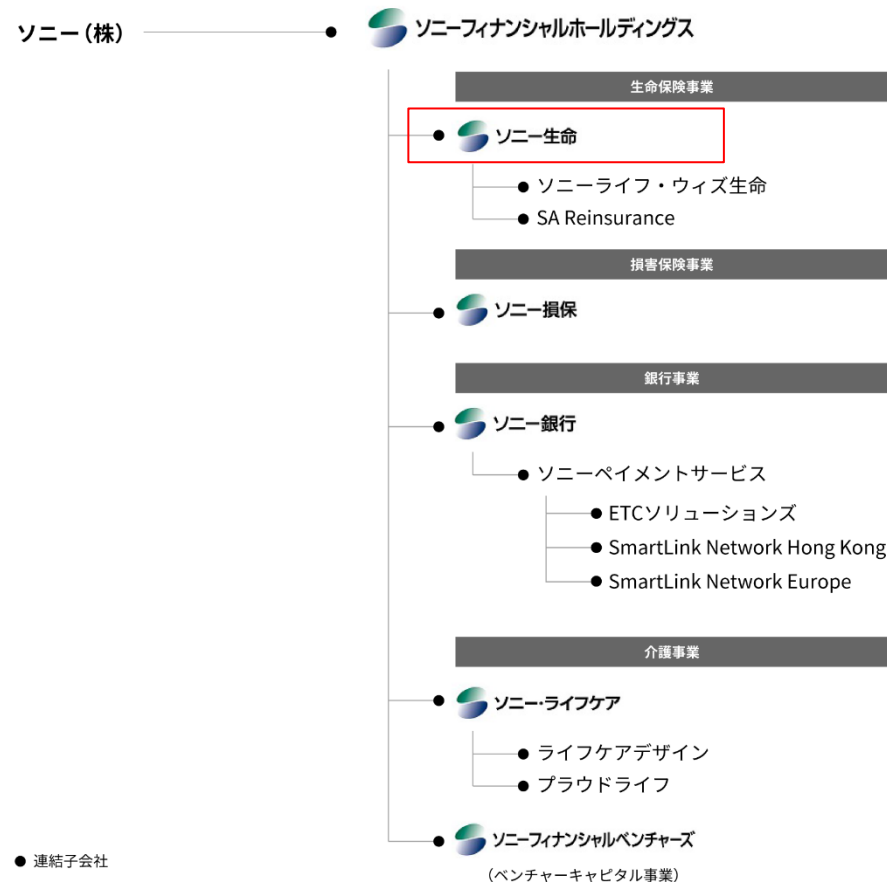 ソニー(株)
ソニーフィナンシャルホールディングス
生命保険事業
ソニー生命
ソニーライフ・ウィズ生命
SA Reinsurance
損害保険事業
ソニー損保
銀行事業
ソニー銀行
ソニーペイメントサービス
ETCソリューションズ
SmartLink Network Hong Kong
SmartLink Network Europe
介護事業
ソニー・ライフケア
ライフケアデザイン
プラウドライフ
ソニーフィナンシャルベンチャーズ
(ベンチャーキャピタル事業)
● 連結子会社